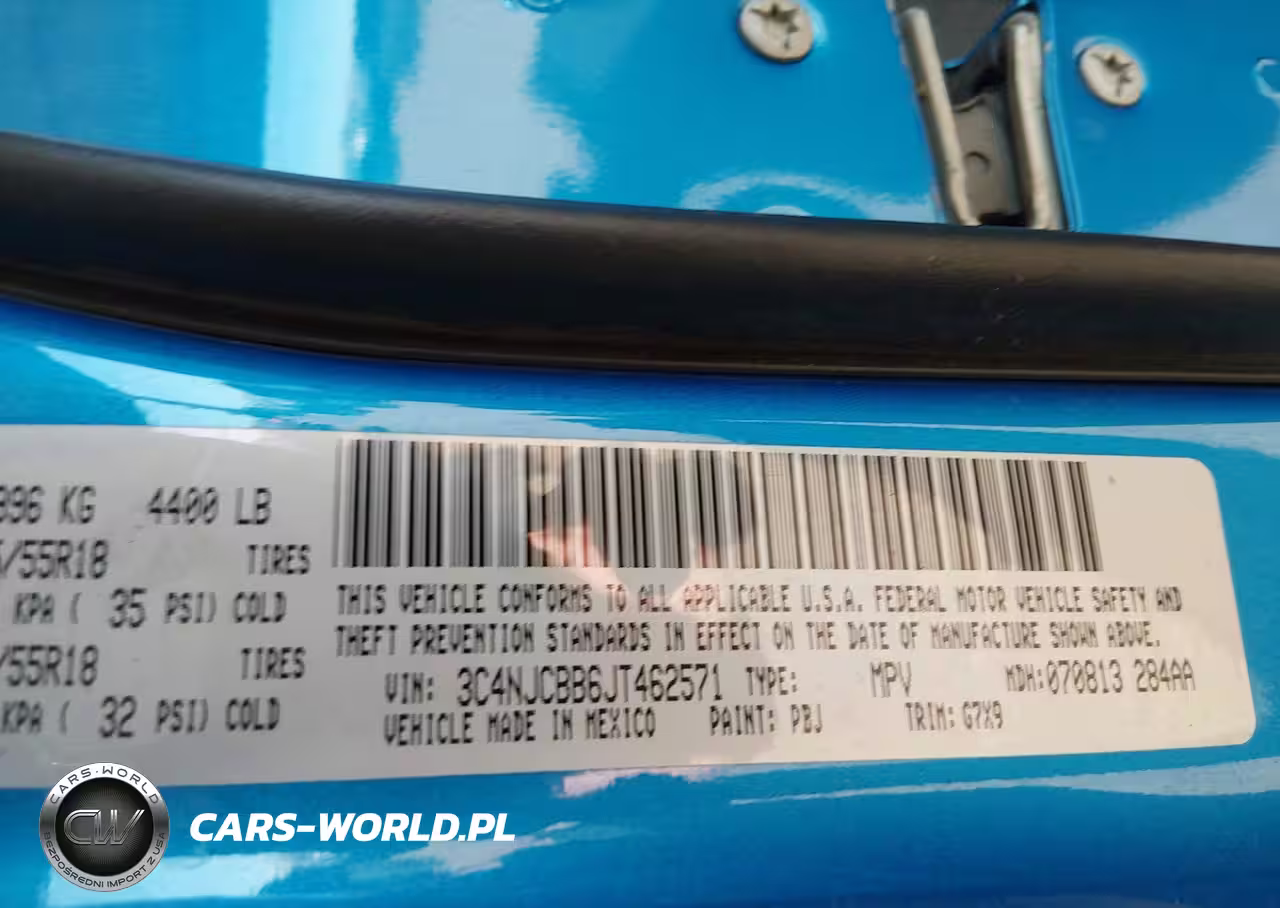 896 KG 4400 LB
/55R18 TIRES
KPA ( 35 PSI) COLD
/55R18 TIRES
KPA ( 32 PSI) COLD
THIS VEHICLE CONFORMS TO ALL APPLICABLE U.S.A. FEDERAL MOTOR VEHICLE SAFETY AND
THEFT PREVENTION STANDARDS IN EFFECT ON THE DATE OF MANUFACTURE SHOWN ABOVE.
VIN: 3C4NJCBB6JT462571 TYPE: MPV MDH:070813 284AA
VEHICLE MADE IN MEXICO PAINT: PBJ TRIM: G7X9
CARS-WORLD
CW
BEZPOŚREDNI IMPORT Z USA
CARS-WORLD.PL